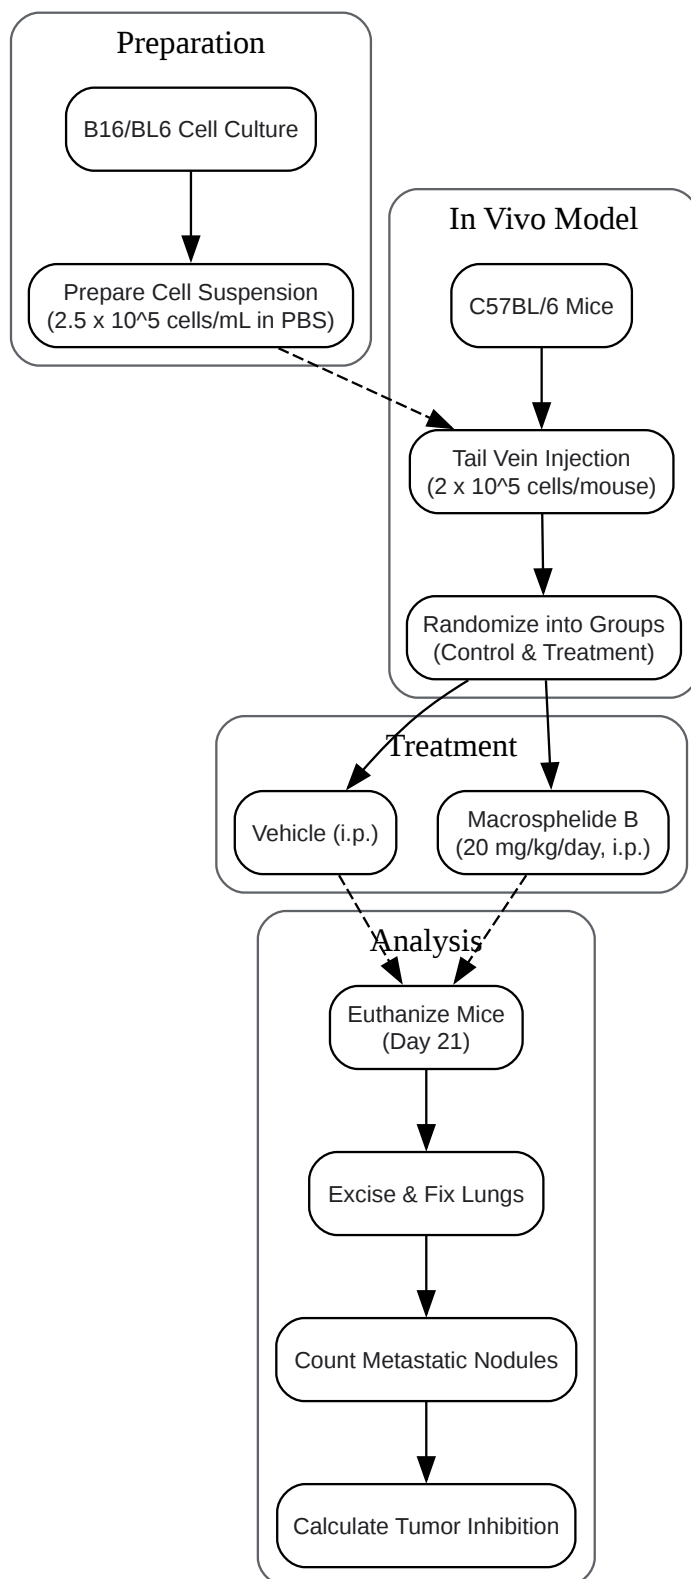 Preparation
B16/BL6 Cell Culture
Prepare Cell Suspension
(2.5 x 10^5 cells/mL in PBS)
In Vivo Model
C57BL/6 Mice
Tail Vein Injection
(2 x 10^5 cells/mouse)
Randomize into Groups
(Control & Treatment)
Treatment
Vehicle (i.p.)
Macrosphelide B
(20 mg/kg/day, i.p.)
Analysis
Euthanize Mice
(Day 21)
Excise & Fix Lungs
Count Metastatic Nodules
Calculate Tumor Inhibition